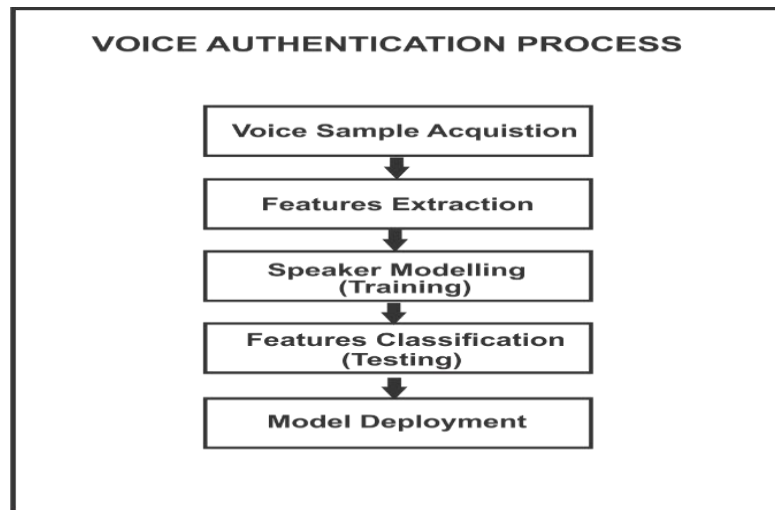 VOICE AUTHENTICATION PROCESS
Voice Sample Acquistion
Features Extraction
Speaker Modelling
(Training)
Features Classification
(Testing)
Model Deployment